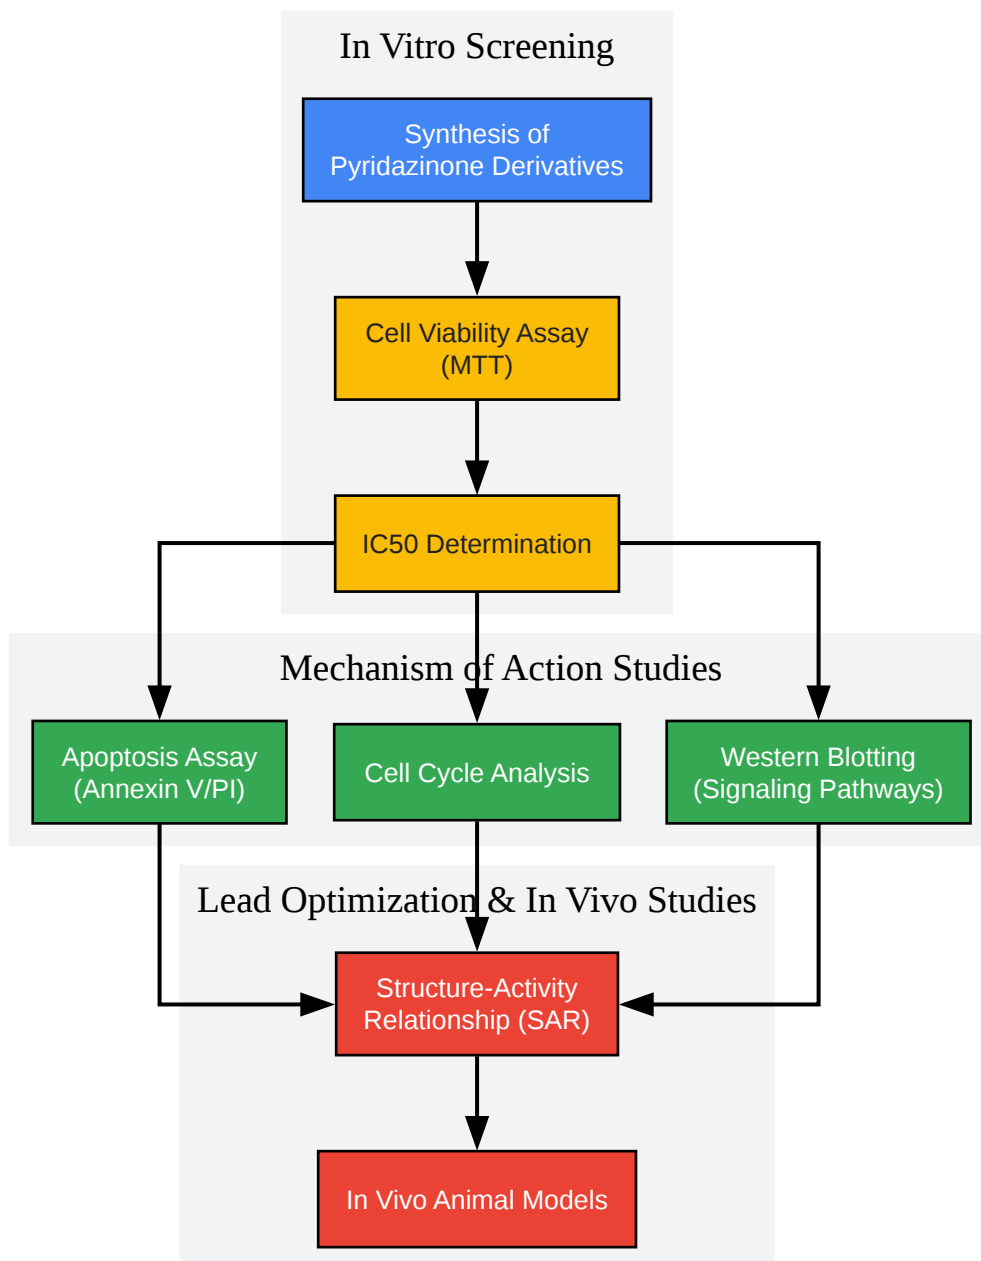 In Vitro Screening
Synthesis of
Pyridazinone Derivatives
Cell Viability Assay
(MTT)
IC50 Determination
Mechanism of Action Studies
Apoptosis Assay
(Annexin V/PI)
Cell Cycle Analysis
Western Blotting
(Signaling Pathways)
Lead Optimization & In Vivo Studies
Structure-Activity
Relationship (SAR)
In Vivo Animal Models